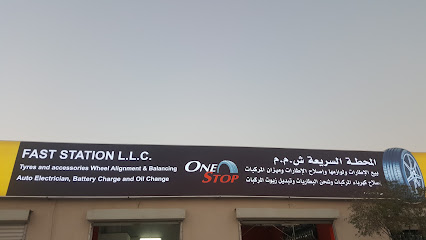 FAST STATION L.L.C.
Tyres and accessories Wheel Alignment & Balancing
Auto Electrician, Battery Charge and Oil Change
ONE
STOP
المحطة السريعة ش.م.م
بيع الإطارات ولوازمها وإصلاح الإطارات وميزان المركبات
إصلاح كهرباء المركبات وشحن البطاريات وتبديل زيوت المركبات